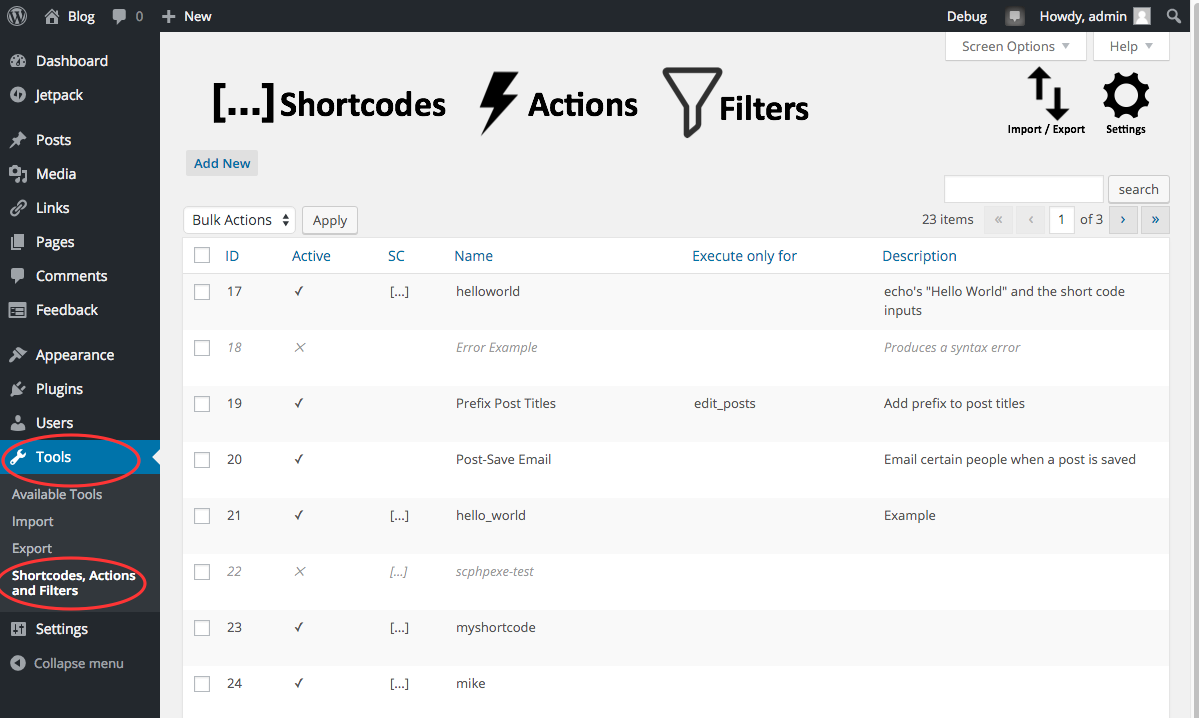 Blog 0 New Debug Howdy, admin
Screen Options Help
Dashboard
Jetpack
Posts
Media
Links
Pages
Comments
Feedback
Appearance
Plugins
Users
Tools
Available Tools
Import
Export
Shortcodes, Actions
and Filters
Settings
Collapse menu
[...] Shortcodes Actions Filters
Import / Export Settings
Add New
search
Bulk Actions Apply 23 items « ‹ 1 of 3 › »
ID Active SC Name Execute only for Description
17 ✓ [...] helloworld echo's "Hello World" and the short code
inputs
18 ✕ Error Example Produces a syntax error
19 ✓ Prefix Post Titles edit_posts Add prefix to post titles
20 ✓ Post-Save Email Email certain people when a post is saved
21 ✓ [...] hello_world Example
22 ✕ [...] scphpexe-test
23 ✓ [...] myshortcode
24 ✓ [...] mike